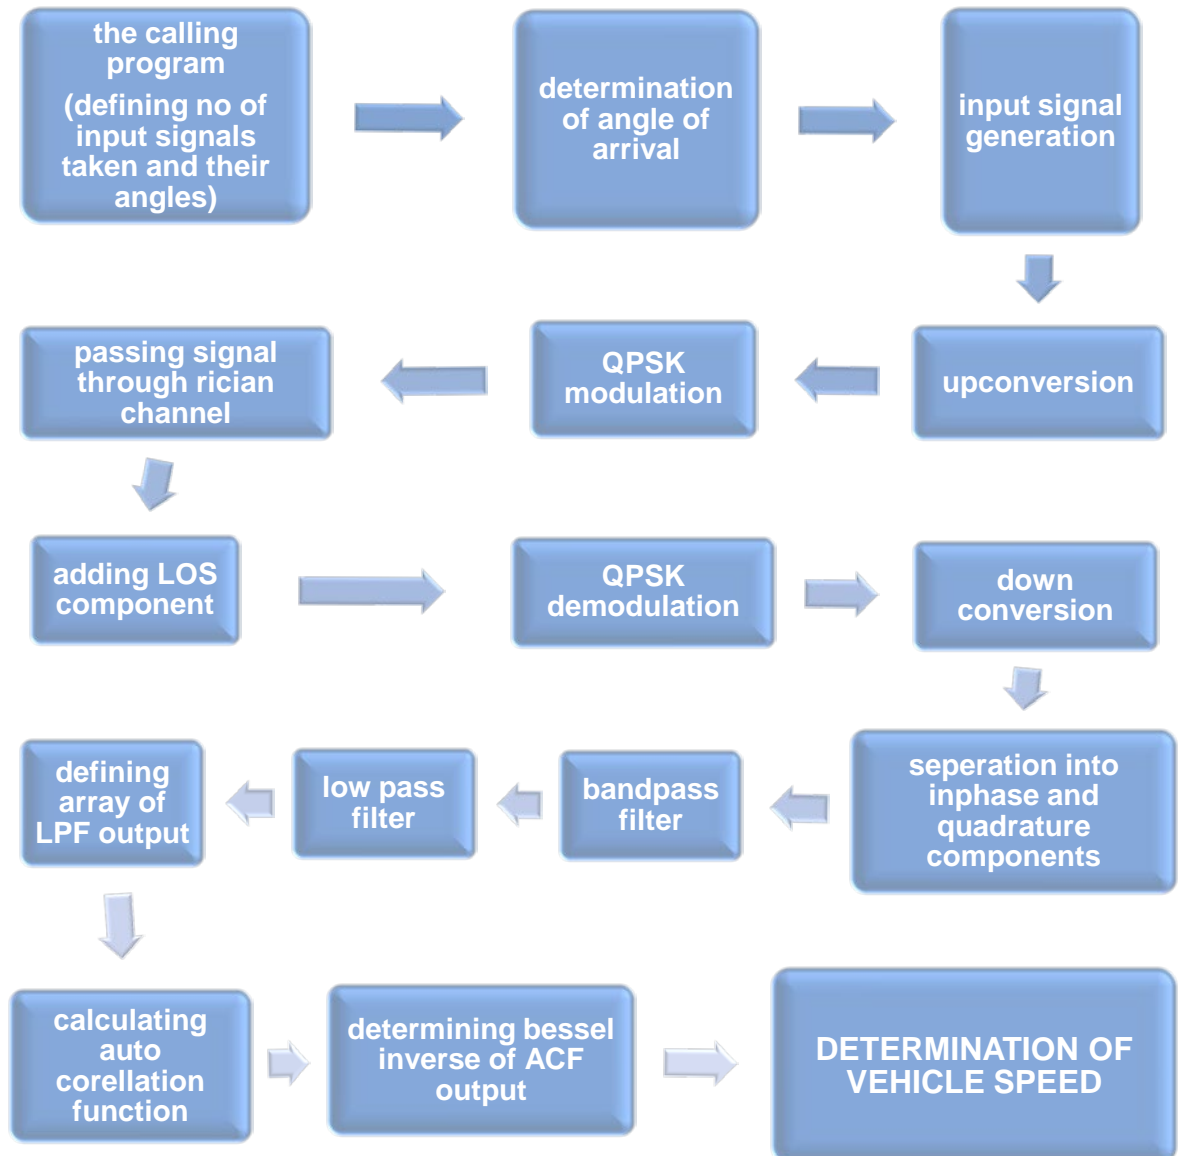 the calling
program
(defining no of
input signals
taken and their
angles)
determination
of angle of
arrival
input signal
generation
upconversion
QPSK
modulation
passing signal
through rician
channel
adding LOS
component
QPSK
demodulation
down
conversion
seperation into
inphase and
quadrature
components
bandpass
filter
low pass
filter
defining
array of
LPF output
calculating
auto
corellation
function
determining bessel
inverse of ACF
output
DETERMINATION OF
VEHICLE SPEED